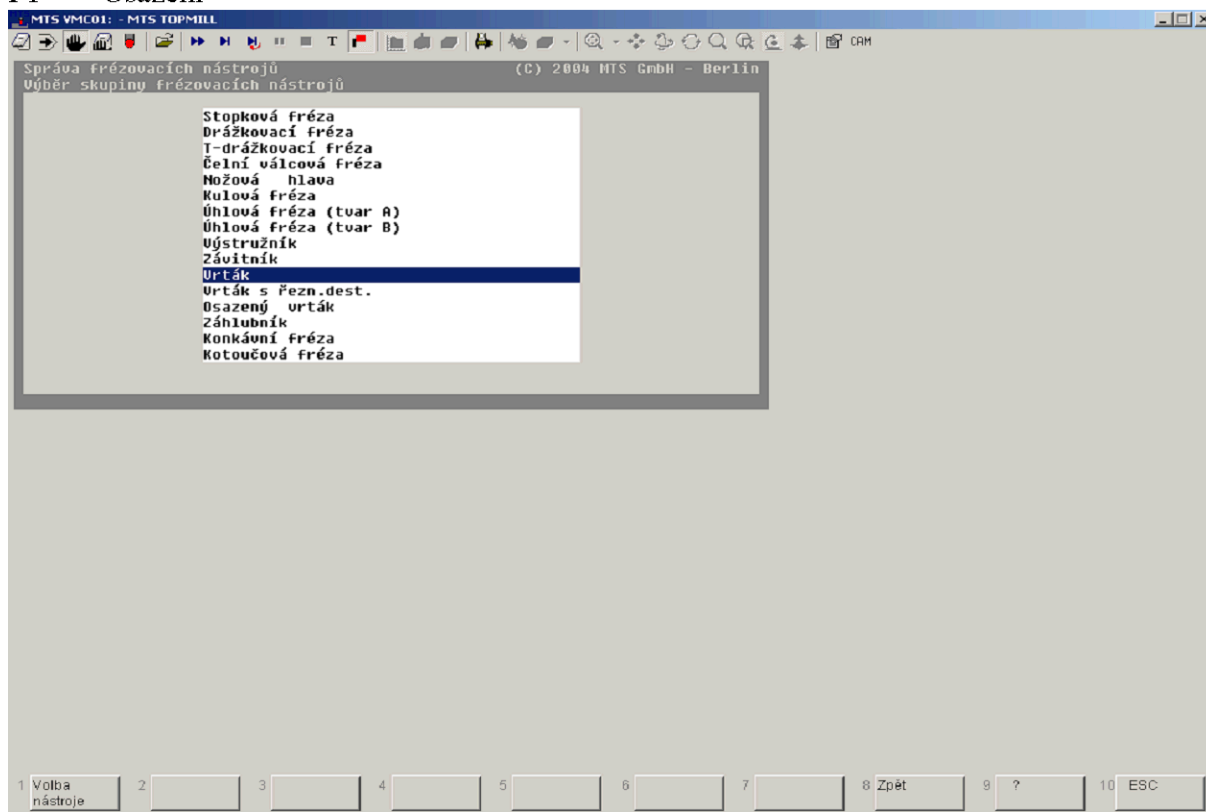 MTS VMC01: - MTS TOPMILL
T CAM
Správa frézovacích nástrojů (C) 2004 MTS GmbH - Berlin
Výběr skupiny frézovacích nástrojů
Stopková fréza
Drážkovací fréza
T-drážkovací fréza
Čelní válcová fréza
Nožová hlava
Kulová fréza
Úhlová fréza (tvar A)
Úhlová fréza (tvar B)
Výstružník
Závitník
Vrták
Vrták s řezn.dest.
Osazený vrták
Záhlubník
Konkávní fréza
Kotoučová fréza
1 Volba nástroje 2 3 4 5 6 7 8 Zpět 9 ? 10 ESC